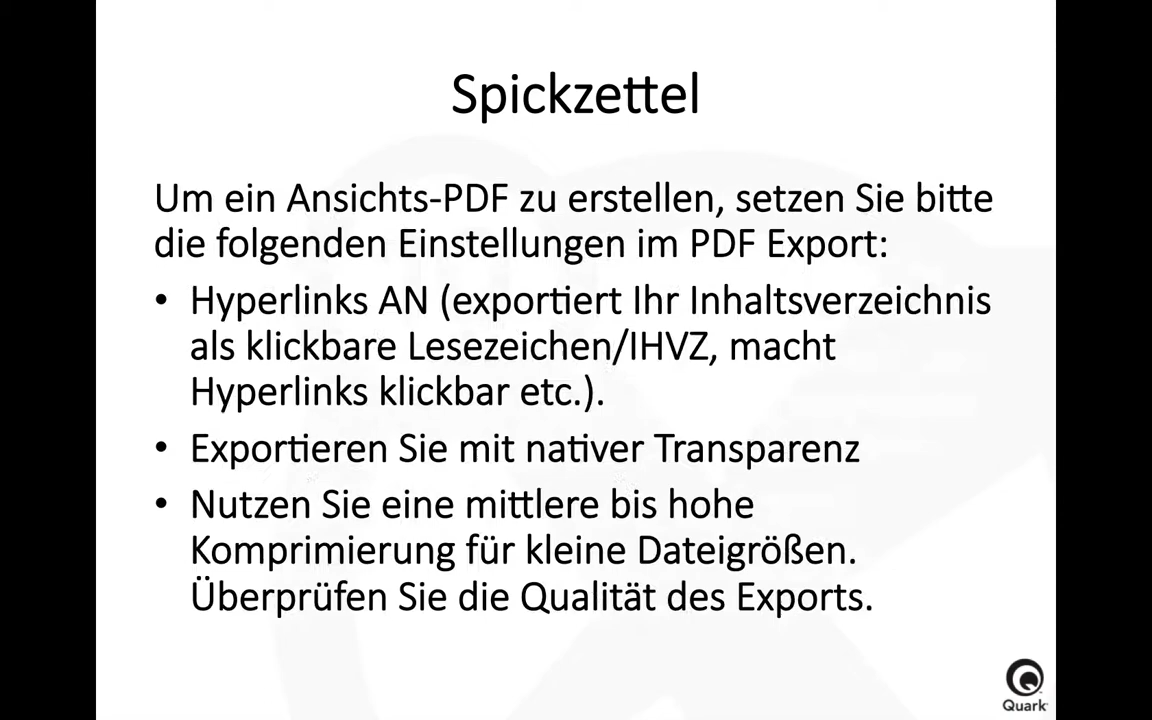 Spickzettel
Um ein Ansichts-PDF zu erstellen, setzen Sie bitte
die folgenden Einstellungen im PDF Export:
• Hyperlinks AN (exportiert Ihr Inhaltsverzeichnis
als klickbare Lesezeichen/IHVZ, macht
Hyperlinks klickbar etc.).
• Exportieren Sie mit nativer Transparenz
• Nutzen Sie eine mittlere bis hohe
Komprimierung für kleine Dateigrößen.
Überprüfen Sie die Qualität des Exports.
Quark